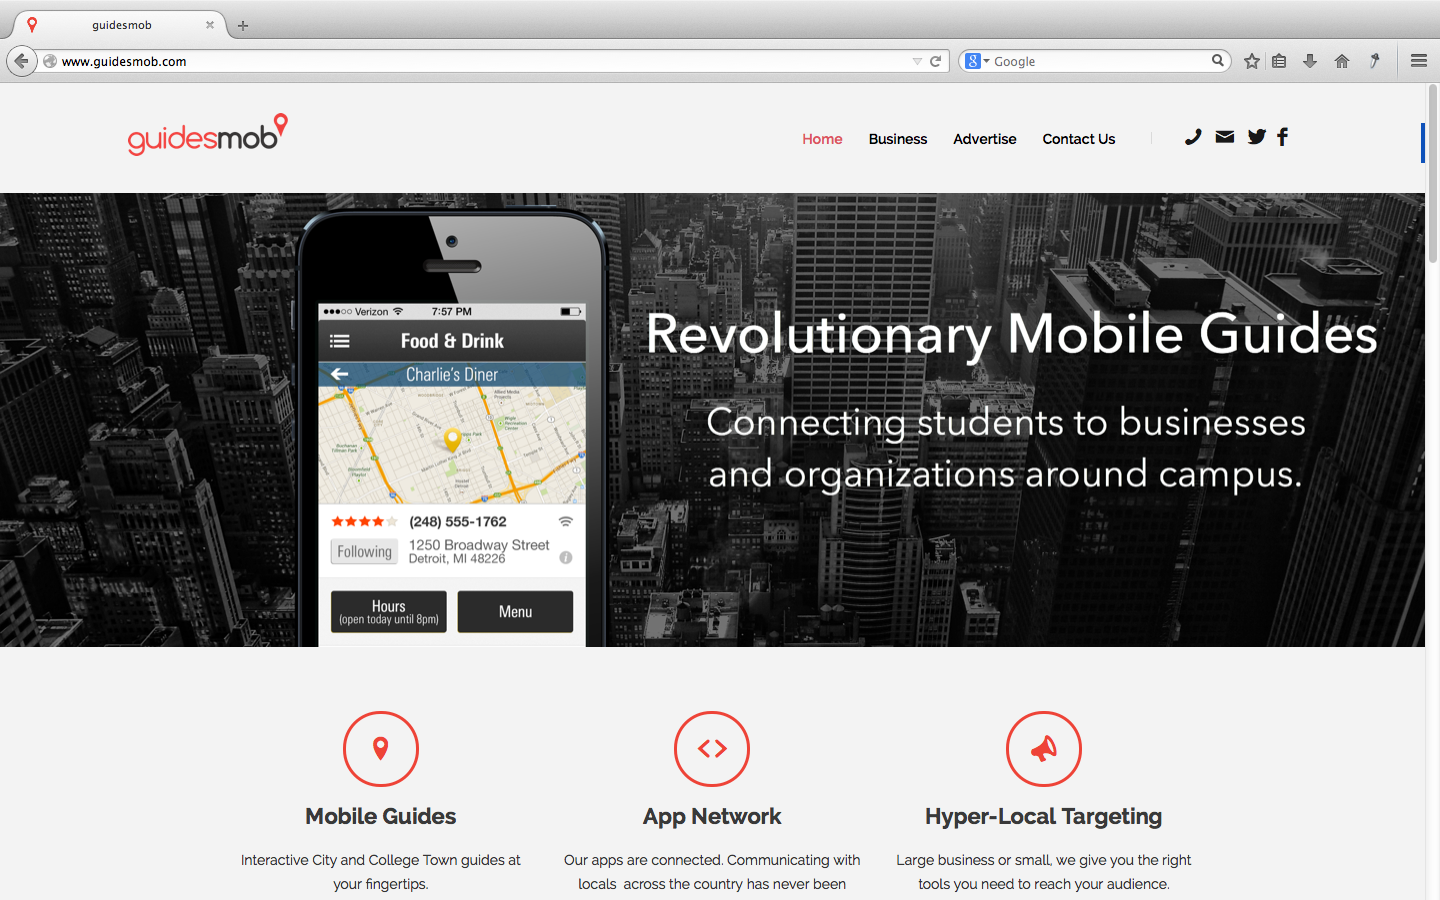 guidesmob
www.guidesmob.com
Google
guidesmob
Home
Business
Advertise
Contact Us
Verizon
7:57 PM
Food & Drink
Charlie's Diner
(248) 555-1762
Following
1250 Broadway Street
Detroit, MI 48226
Hours
(open today until 8pm)
Menu
Revolutionary Mobile Guides
Connecting students to businesses
and organizations around campus.
Mobile Guides
Interactive City and College Town guides at
your fingertips.
App Network
Our apps are connected. Communicating with
locals across the country has never been
Hyper-Local Targeting
Large business or small, we give you the right
tools you need to reach your audience.